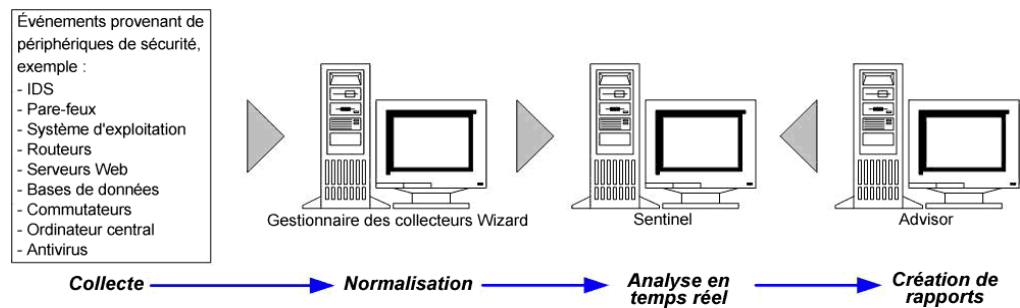 Événements provenant de
périphériques de sécurité,
exemple :
- IDS
- Pare-feux
- Système d'exploitation
- Routeurs
- Serveurs Web
- Bases de données
- Commutateurs
- Ordinateur central
- Antivirus
Gestionnaire des collecteurs Wizard
Sentinel
Advisor
Collecte
Normalisation
Analyse en
temps réel
Création de
rapports